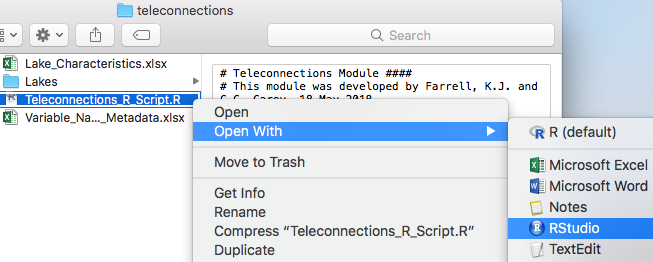 teleconnections
Search
Lake_Characteristics.xlsx
Lakes
Teleconnections_R_Script.R
Variable_Na..._Metadata.xlsx
# Teleconnections Module ####
# This module was developed by Farrell, K.J. and
C.C. Carey, 18 May 2018
Open
Open With
Move to Trash
Get Info
Rename
Compress “Teleconnections_R_Script.R”
Duplicate
R (default)
Microsoft Excel
Microsoft Word
Notes
RStudio
TextEdit